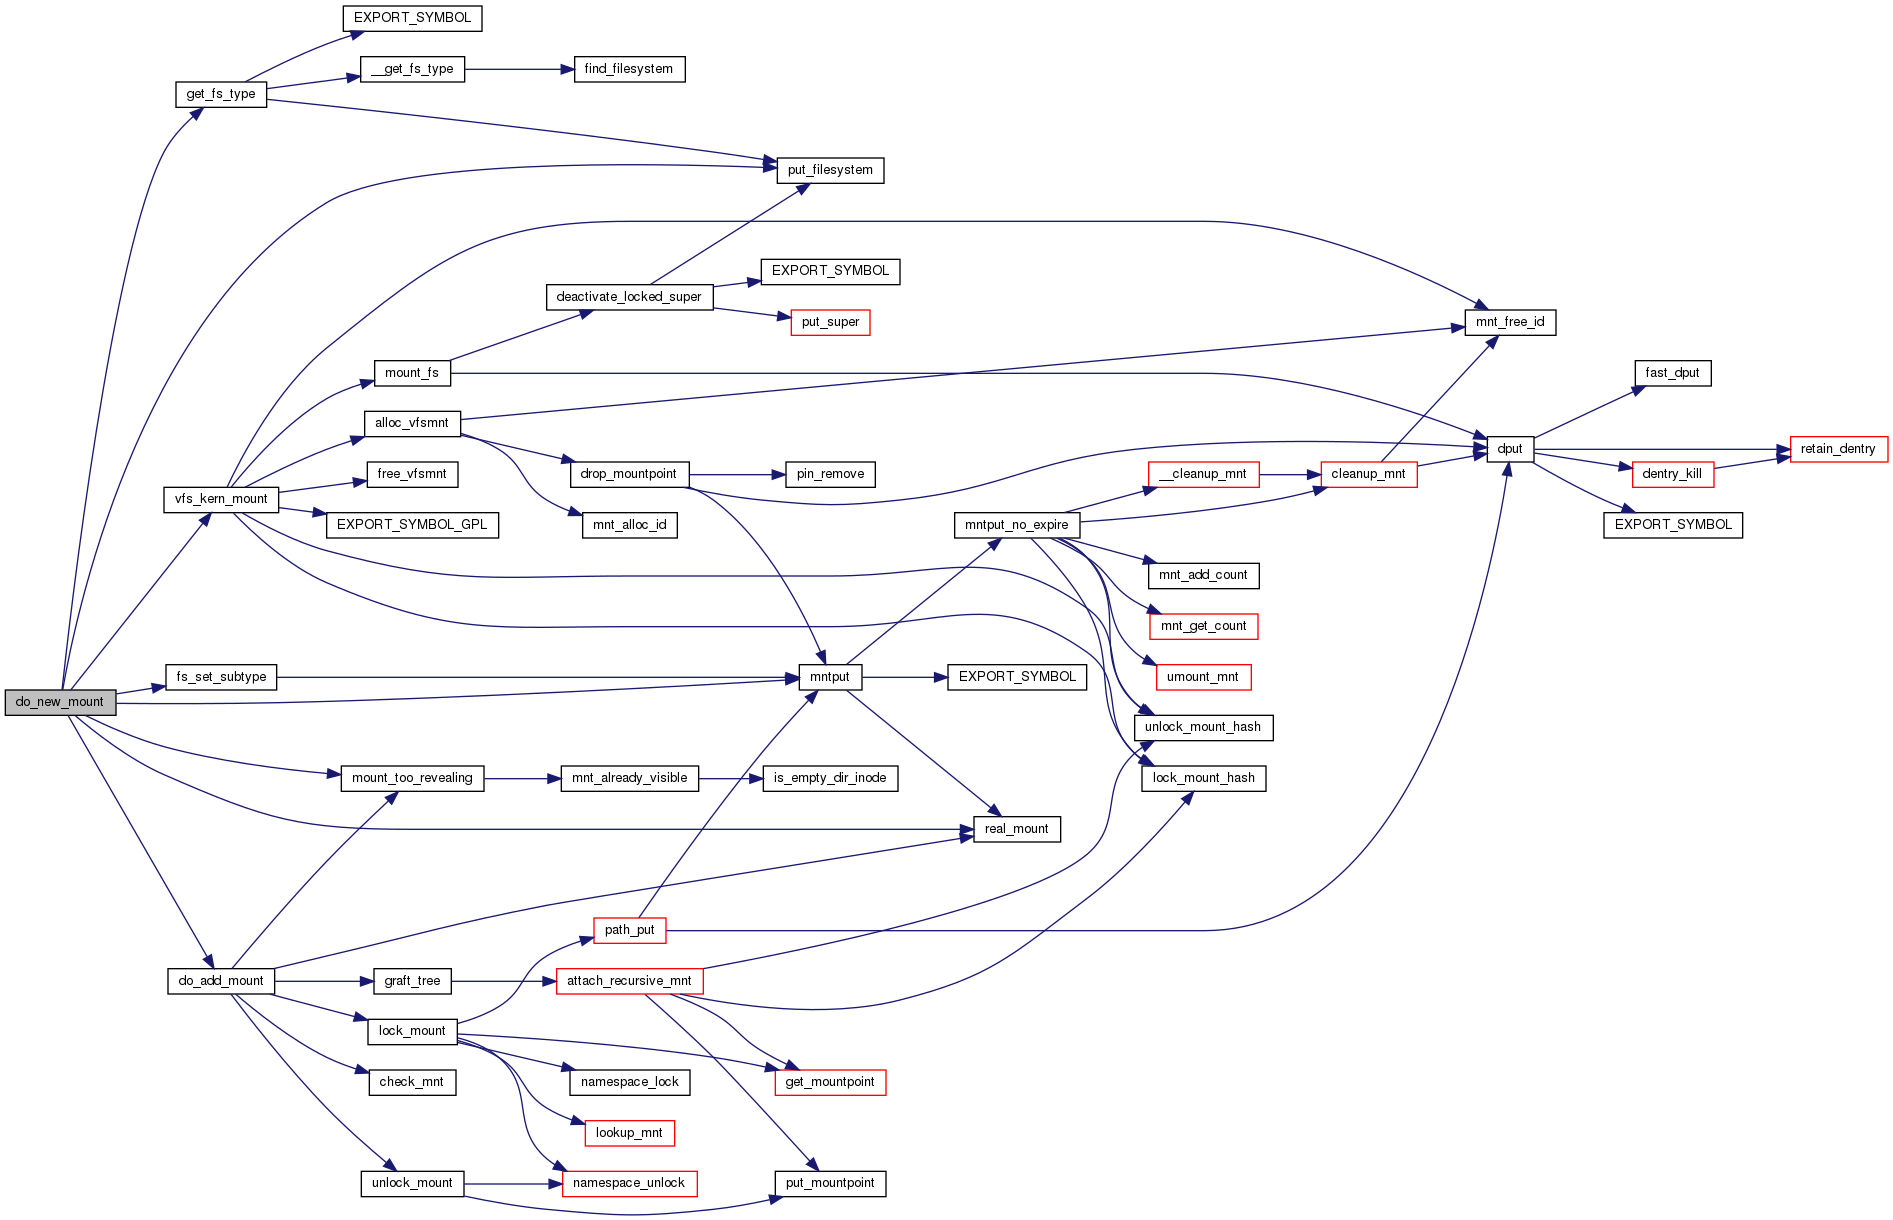 EXPORT_SYMBOL
__get_fs_type
find_filesystem
get_fs_type
put_filesystem
EXPORT_SYMBOL
deactivate_locked_super
put_super
mnt_free_id
mount_fs
fast_dput
alloc_vfsmnt
dput
retain_dentry
free_vfsmnt
drop_mountpoint
pin_remove
__cleanup_mnt
cleanup_mnt
dentry_kill
vfs_kern_mount
EXPORT_SYMBOL_GPL
mnt_alloc_id
mntput_no_expire
EXPORT_SYMBOL
mnt_add_count
mnt_get_count
fs_set_subtype
mntput
EXPORT_SYMBOL
umount_mnt
do_new_mount
unlock_mount_hash
mount_too_revealing
mnt_already_visible
is_empty_dir_inode
lock_mount_hash
real_mount
path_put
do_add_mount
graft_tree
attach_recursive_mnt
lock_mount
check_mnt
namespace_lock
get_mountpoint
lookup_mnt
unlock_mount
namespace_unlock
put_mountpoint